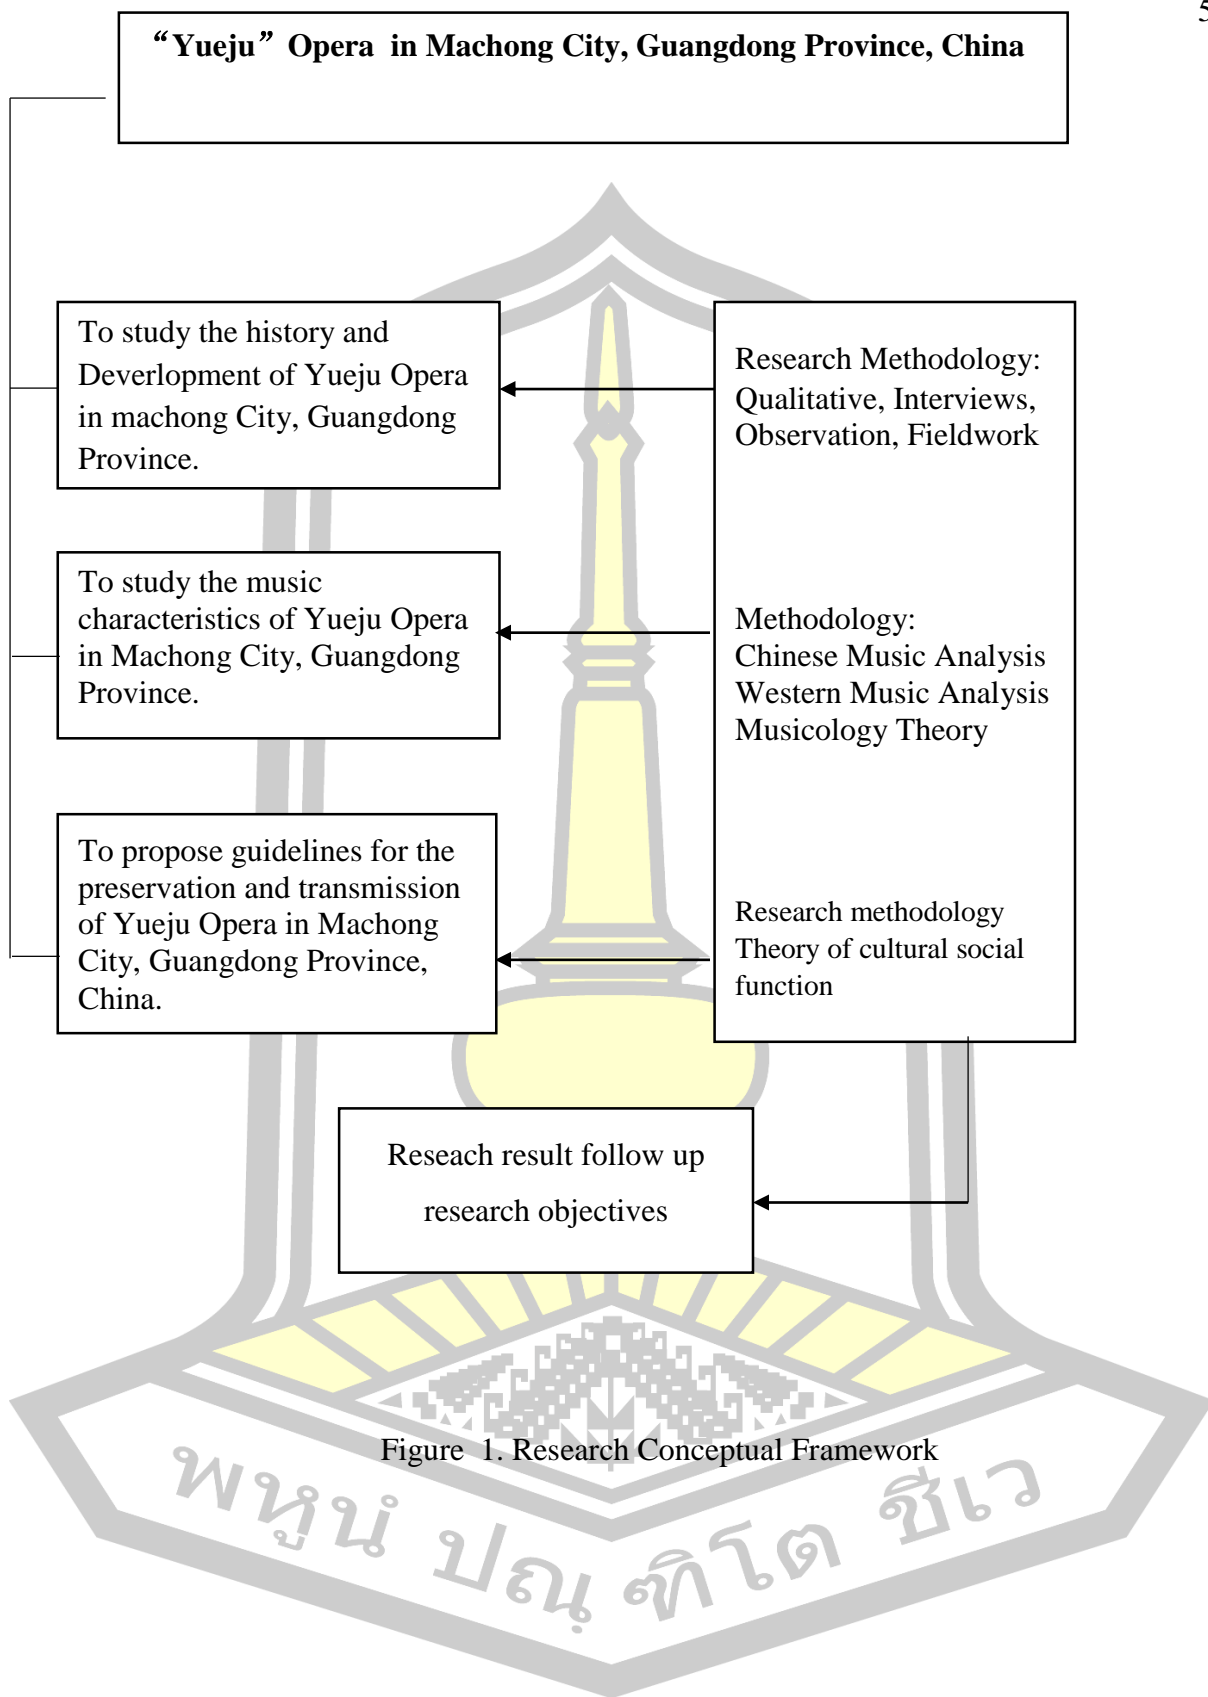 5
“Yueju” Opera in Machong City, Guangdong Province, China
To study the history and
Deverlopment of Yueju Opera
in machong City, Guangdong
Province.
Research Methodology:
Qualitative, Interviews,
Observation, Fieldwork
To study the music
characteristics of Yueju Opera
in Machong City, Guangdong
Province.
Methodology:
Chinese Music Analysis
Western Music Analysis
Musicology Theory
To propose guidelines for the
preservation and transmission
of Yueju Opera in Machong
City, Guangdong Province,
China.
Research methodology
Theory of cultural social
function
Reseach result follow up
research objectives
Figure 1. Research Conceptual Framework
พหูนํ ปณฺฑิโต ชีเว